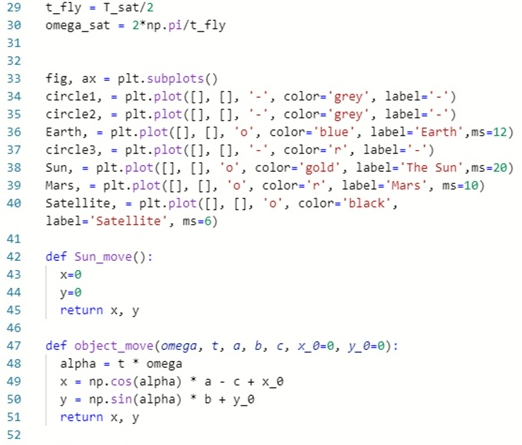 29 t_fly = T_sat/2
30 omega_sat = 2*np.pi/t_fly
31
32
33 fig, ax = plt.subplots()
34 circle1, = plt.plot([], [], '-', color='grey', label='-')
35 circle2, = plt.plot([], [], '-', color='grey', label='-')
36 Earth, = plt.plot([], [], 'o', color='blue', label='Earth',ms=12)
37 circle3, = plt.plot([], [], '-', color='r', label='-')
38 Sun, = plt.plot([], [], 'o', color='gold', label='The Sun',ms=20)
39 Mars, = plt.plot([], [], 'o', color='r', label='Mars', ms=10)
40 Satellite, = plt.plot([], [], 'o', color='black',
label='Satellite', ms=6)
41
42 def Sun_move():
43 x=0
44 y=0
45 return x, y
46
47 def object_move(omega, t, a, b, c, x_0=0, y_0=0):
48 alpha = t * omega
49 x = np.cos(alpha) * a - c + x_0
50 y = np.sin(alpha) * b + y_0
51 return x, y
52